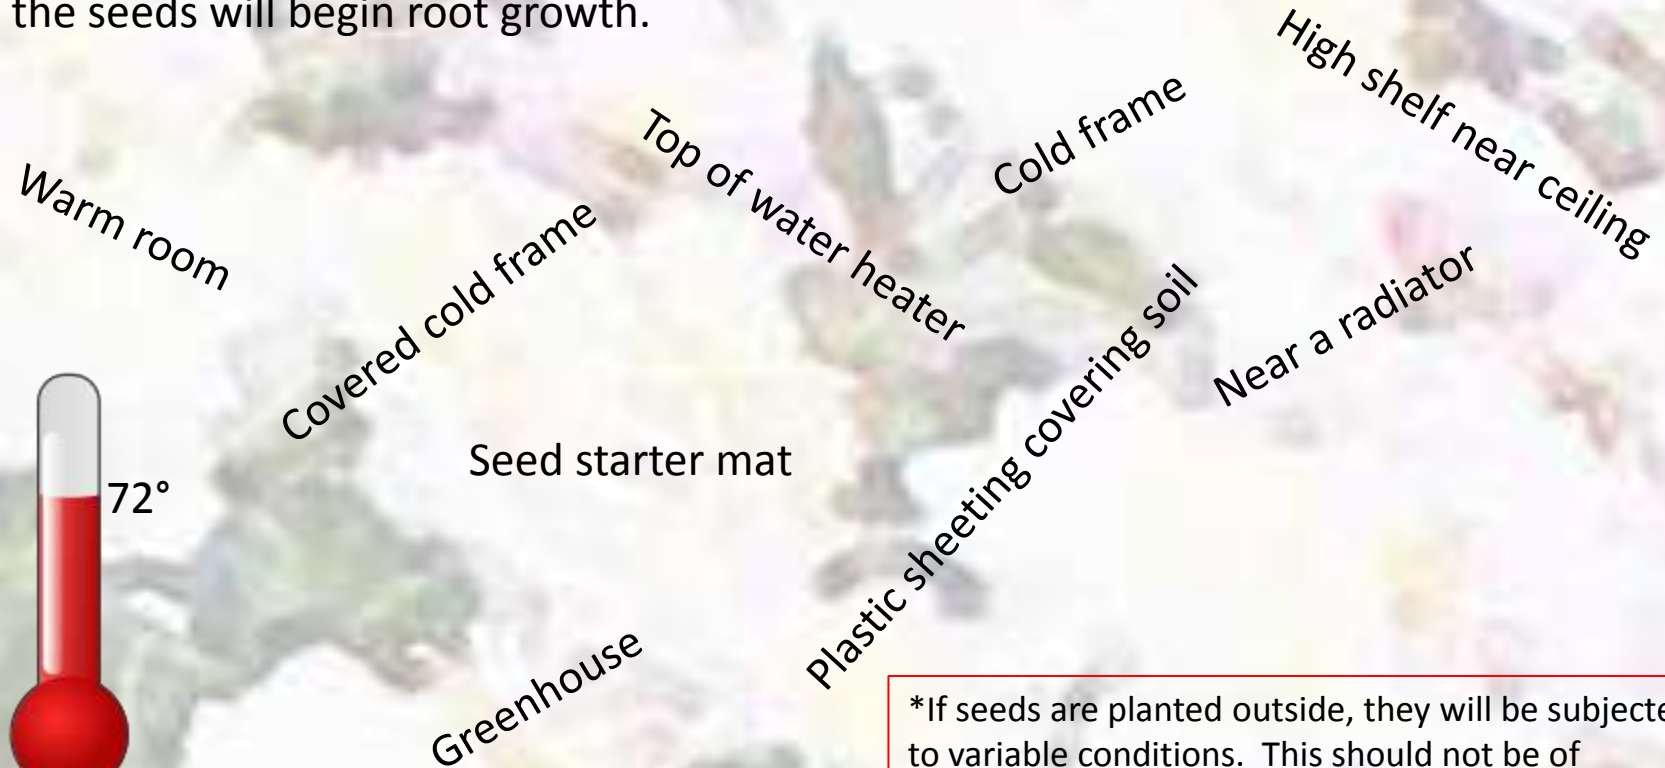 the seeds will begin root growth.
High shelf near ceiling
Cold frame
Top of water heater
Warm room
Covered cold frame
Near a radiator
Plastic sheeting covering soil
Seed starter mat
72°
Greenhouse
*If seeds are planted outside, they will be subjecte
to variable conditions.  This should not be of